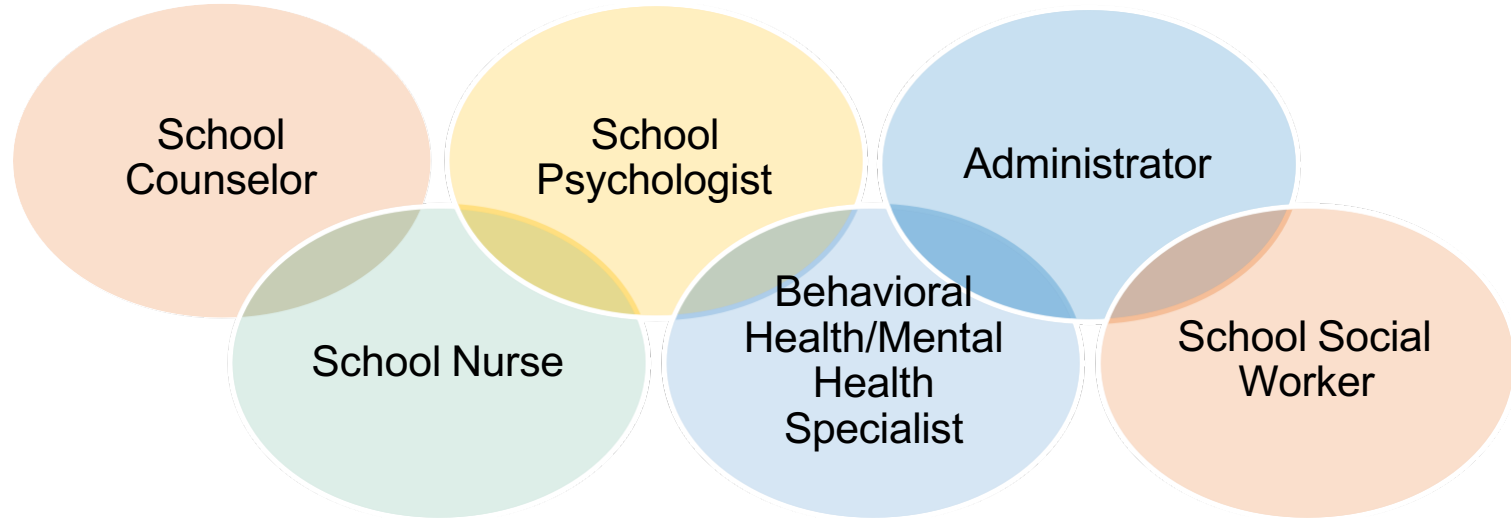 School
Counselor
School
Psychologist
Administrator
School Nurse
Behavioral
Health/Mental
Health
Specialist
School Social
Worker